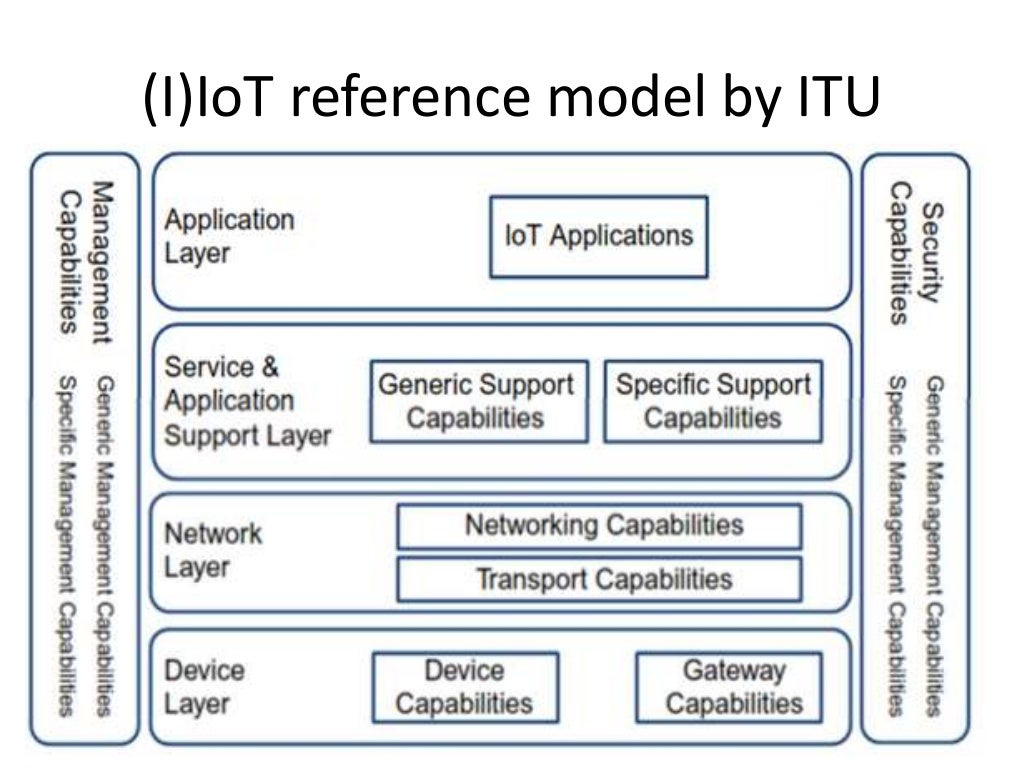 (I)IoT reference model by ITU
Management
Capabilities
Generic Management Capabilities
Specific Management Capabilities
Application
Layer
IoT Applications
Service &
Application
Support Layer
Generic Support
Capabilities
Specific Support
Capabilities
Network
Layer
Networking Capabilities
Transport Capabilities
Device
Layer
Device
Capabilities
Gateway
Capabilities
Security
Capabilities
Generic Management Capabilities
Specific Management Capabilities